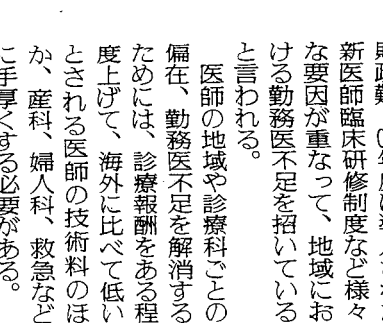 新医師臨床研修制度など様々
な要因が重なって、地域にお
ける勤務医不足を招いている
と言われる。
医師の地域や診療科ごとの
偏在、勤務医不足を解消する
ためには、診療報酬をある程
度上げて、海外に比べて低い
とされる医師の技術料のほ
か、産科、婦人科、救急など
に手厚くする必要がある。